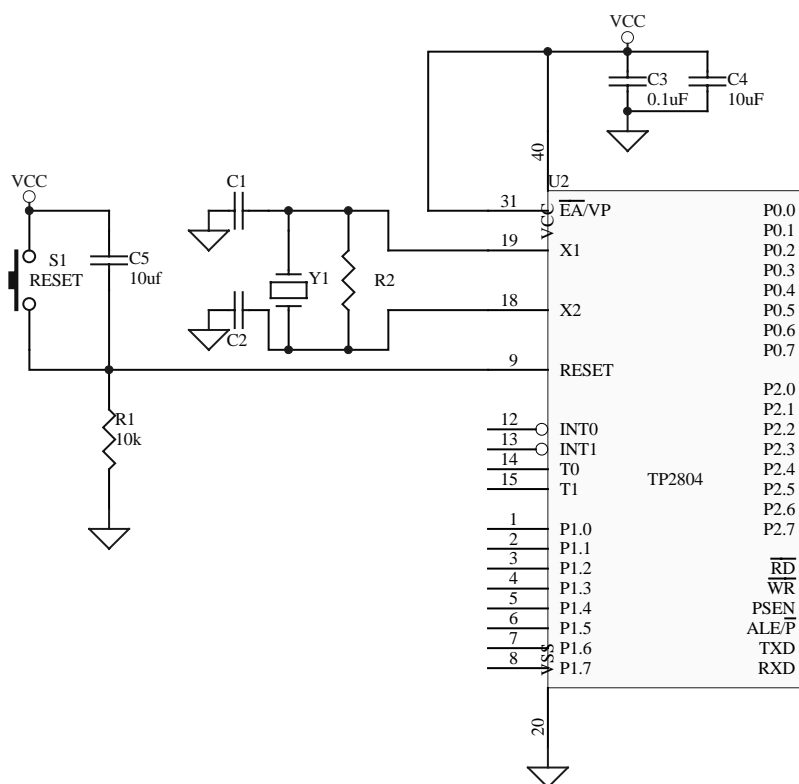 VCC
C3
0.1uF
C4
10uF
40
U2
VCC
31
EA/VP
P0.0
P0.1
19
X1
P0.2
P0.3
P0.4
18
X2
P0.5
P0.6
P0.7
9
RESET
P2.0
P2.1
12
INT0
P2.2
13
INT1
P2.3
14
T0
P2.4
15
T1
P2.5
TP2804
P2.6
1
P1.0
P2.7
2
P1.1
3
P1.2
RD
4
P1.3
WR
5
P1.4
PSEN
6
P1.5
ALE/P
7
P1.6
TXD
8
P1.7
RXD
VSS
20
VCC
S1
RESET
C5
10uf
R1
10k
C1
C2
Y1
R2